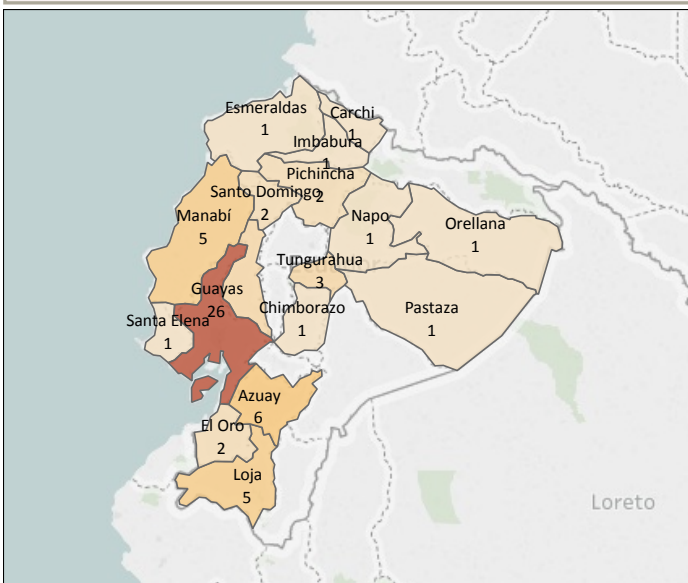 Esmeraldas
1
Carchi
1
Imbabura
1
Pichincha
2
Santo Domingo
2
Manabí
5
Napo
1
Orellana
1
Tungurahua
3
Guayas
26
Chimborazo
1
Pastaza
1
Santa Elena
1
Azuay
6
El Oro
2
Loja
5
Loreto